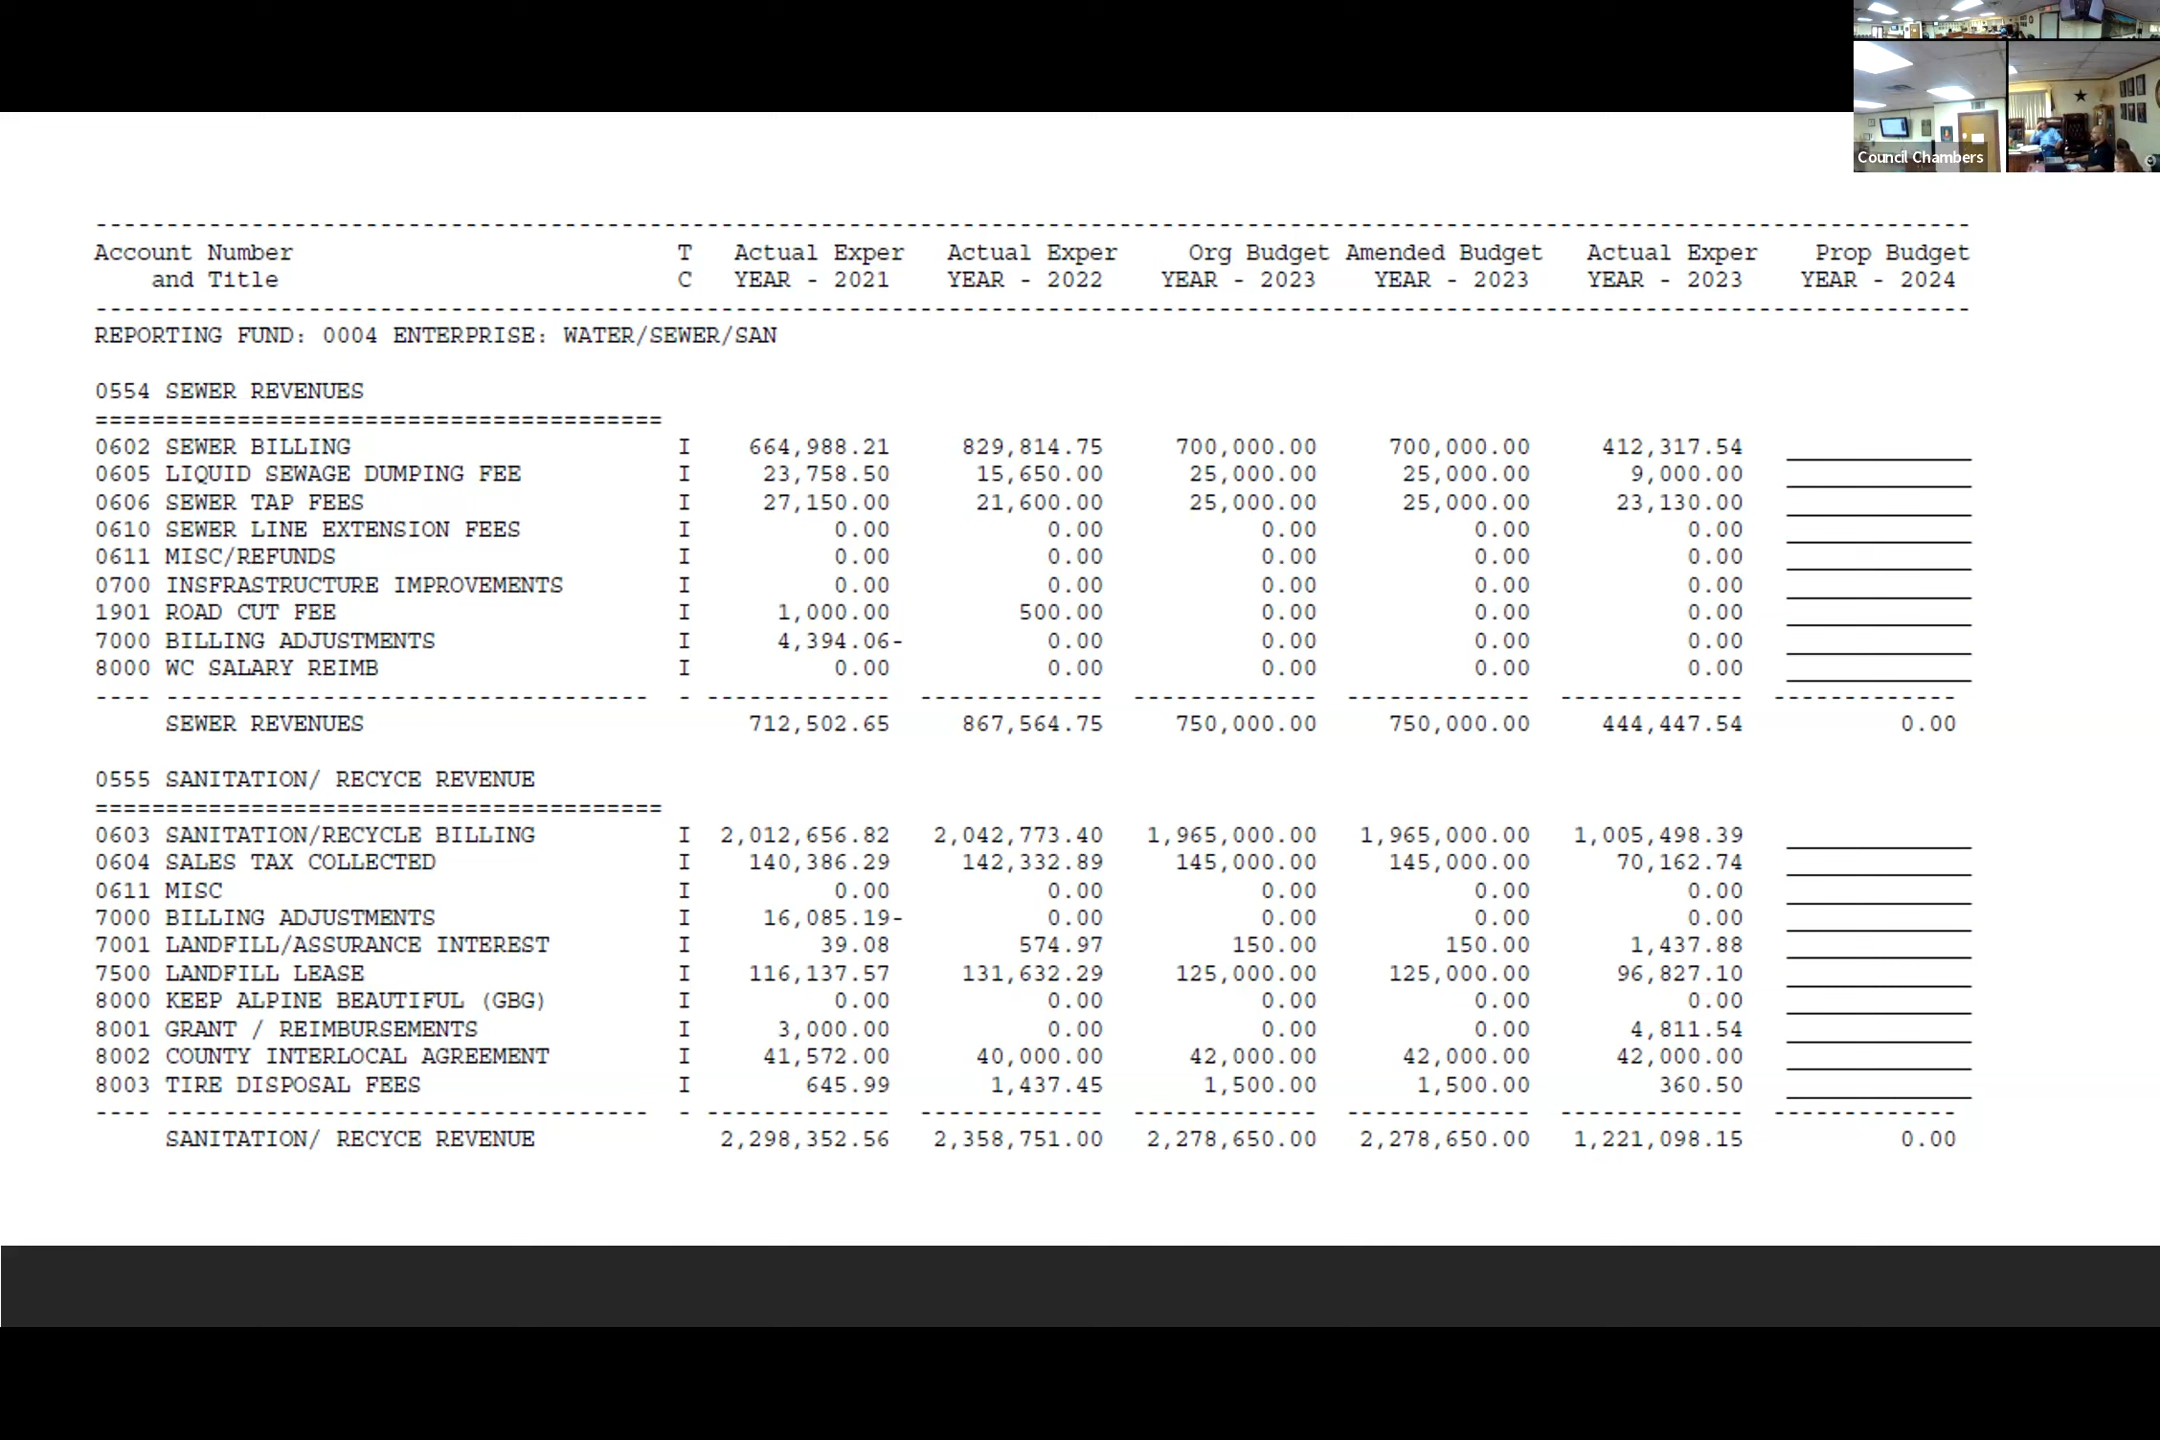 Council Chambers
Account Number T Actual Exper Actual Exper Org Budget Amended Budget Actual Exper Prop Budget
and Title C YEAR - 2021 YEAR - 2022 YEAR - 2023 YEAR - 2023 YEAR - 2023 YEAR - 2024
REPORTING FUND: 0004 ENTERPRISE: WATER/SEWER/SAN
0554 SEWER REVENUES
0602 SEWER BILLING I 664,988.21 829,814.75 700,000.00 700,000.00 412,317.54
0605 LIQUID SEWAGE DUMPING FEE I 23,758.50 15,650.00 25,000.00 25,000.00 9,000.00
0606 SEWER TAP FEES I 27,150.00 21,600.00 25,000.00 25,000.00 23,130.00
0610 SEWER LINE EXTENSION FEES I 0.00 0.00 0.00 0.00 0.00
0611 MISC/REFUNDS I 0.00 0.00 0.00 0.00 0.00
0700 INSFRASTRUCTURE IMPROVEMENTS I 0.00 0.00 0.00 0.00 0.00
1901 ROAD CUT FEE I 1,000.00 500.00 0.00 0.00 0.00
7000 BILLING ADJUSTMENTS I 4,394.06- 0.00 0.00 0.00 0.00
8000 WC SALARY REIMB I 0.00 0.00 0.00 0.00 0.00
SEWER REVENUES 712,502.65 867,564.75 750,000.00 750,000.00 444,447.54 0.00
0555 SANITATION/ RECYCE REVENUE
0603 SANITATION/RECYCLE BILLING I 2,012,656.82 2,042,773.40 1,965,000.00 1,965,000.00 1,005,498.39
0604 SALES TAX COLLECTED I 140,386.29 142,332.89 145,000.00 145,000.00 70,162.74
0611 MISC I 0.00 0.00 0.00 0.00 0.00
7000 BILLING ADJUSTMENTS I 16,085.19- 0.00 0.00 0.00 0.00
7001 LANDFILL/ASSURANCE INTEREST I 39.08 574.97 150.00 150.00 1,437.88
7500 LANDFILL LEASE I 116,137.57 131,632.29 125,000.00 125,000.00 96,827.10
8000 KEEP ALPINE BEAUTIFUL (GBG) I 0.00 0.00 0.00 0.00 0.00
8001 GRANT / REIMBURSEMENTS I 3,000.00 0.00 0.00 0.00 4,811.54
8002 COUNTY INTERLOCAL AGREEMENT I 41,572.00 40,000.00 42,000.00 42,000.00 42,000.00
8003 TIRE DISPOSAL FEES I 645.99 1,437.45 1,500.00 1,500.00 360.50
SANITATION/ RECYCE REVENUE 2,298,352.56 2,358,751.00 2,278,650.00 2,278,650.00 1,221,098.15 0.00